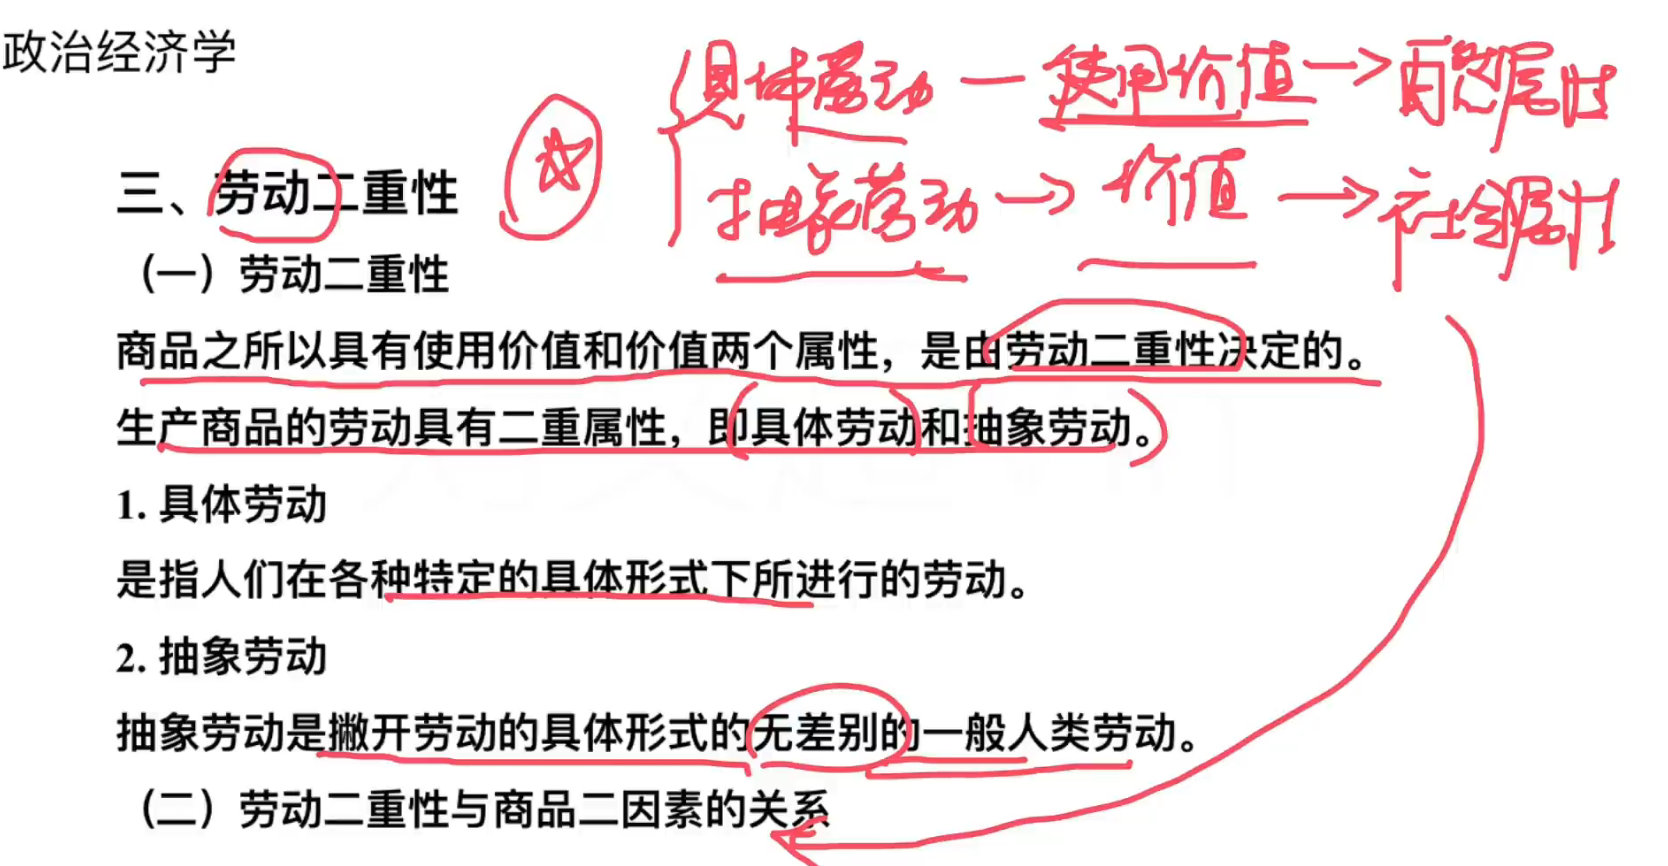 政治经济学
具体劳动 — 使用价值 → 自然属性
抽象劳动 → 价值 → 社会属性
三、劳动二重性
（一）劳动二重性
商品之所以具有使用价值和价值两个属性，是由劳动二重性决定的。
生产商品的劳动具有二重属性，即具体劳动和抽象劳动。
1. 具体劳动
是指人们在各种特定的具体形式下所进行的劳动。
2. 抽象劳动
抽象劳动是撇开劳动的具体形式的无差别的一般人类劳动。
（二）劳动二重性与商品二因素的关系